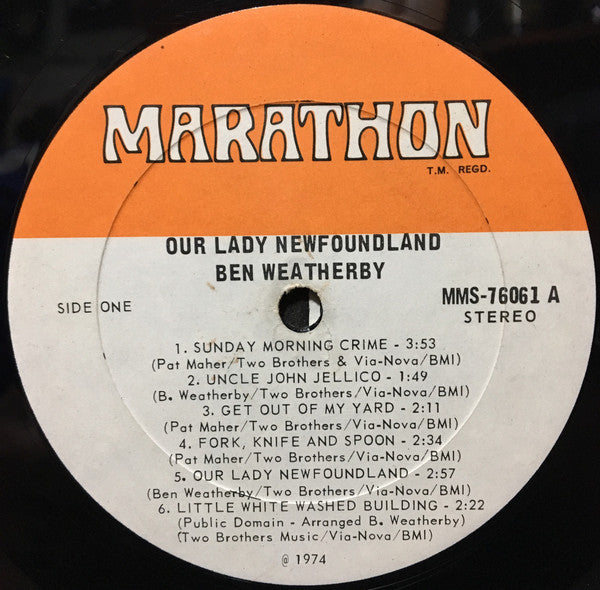 MARATHON
T.M. REGD.
OUR LADY NEWFOUNDLAND
BEN WEATHERBY
SIDE ONE
MMS-76061 A
STEREO
1. SUNDAY MORNING CRIME - 3:53
(Pat Maher/Two Brothers & Via-Nova/BMI)
2. UNCLE JOHN JELLICO - 1:49
(B. Weatherby/Two Brothers/Via-Nova/BMI)
3. GET OUT OF MY YARD - 2:11
(Pat Maher/Two Brothers/Via-Nova/BMI)
4. FORK, KNIFE AND SPOON - 2:34
(Pat Maher/Two Brothers/Via-Nova/BMI)
5. OUR LADY NEWFOUNDLAND - 2:57
(Ben Weatherby/Two Brothers/Via-Nova/BMI)
6. LITTLE WHITE WASHED BUILDING - 2:22
(Public Domain - Arranged B. Weatherby)
(Two Brothers Music/Via-Nova/BMI)
@ 1974